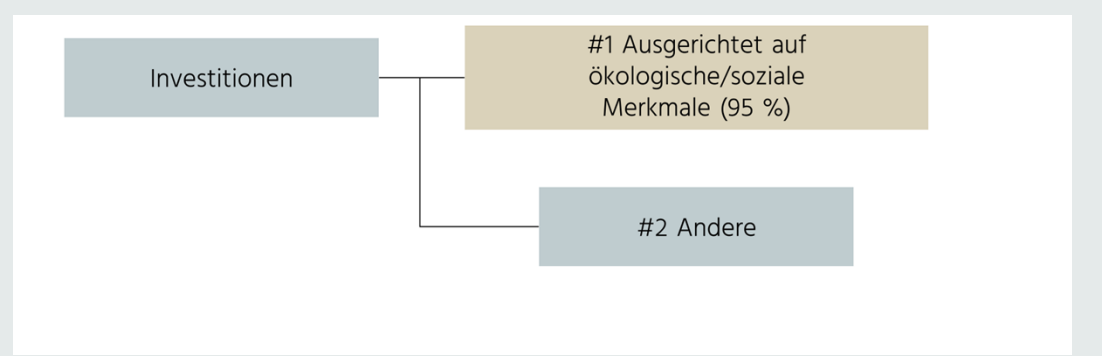 Investitionen
#1 Ausgerichtet auf
ökologische/soziale
Merkmale (95 %)
#2 Andere